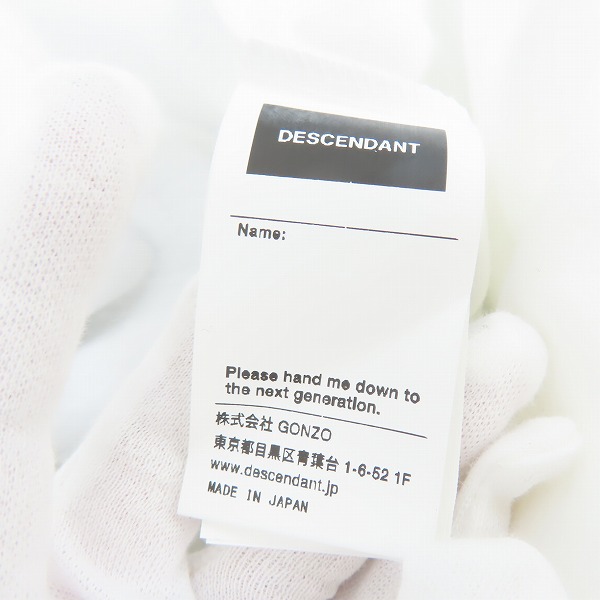 DESCENDANT
Name:
Please hand me down to
the next generation.
株式会社 GONZO
東京都目黒区青葉台 1-6-52 1F
www.descendant.jp
MADE IN JAPAN